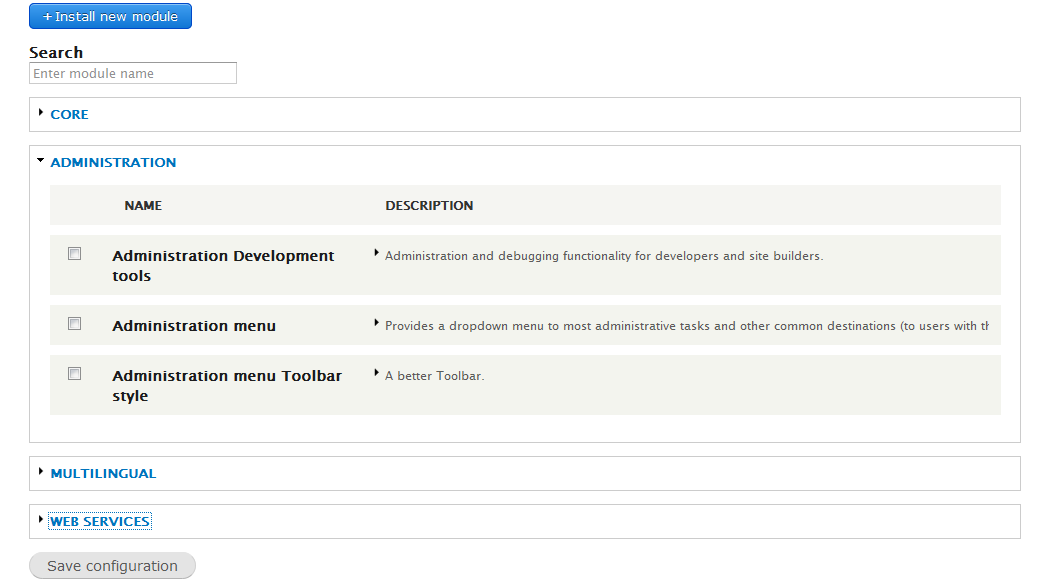 + Install new module
Search
Enter module name
CORE
ADMINISTRATION
NAME DESCRIPTION
Administration Development tools Administration and debugging functionality for developers and site builders.
Administration menu Provides a dropdown menu to most administrative tasks and other common destinations (to users with th
Administration menu Toolbar style A better Toolbar.
MULTILINGUAL
WEB SERVICES
Save configuration